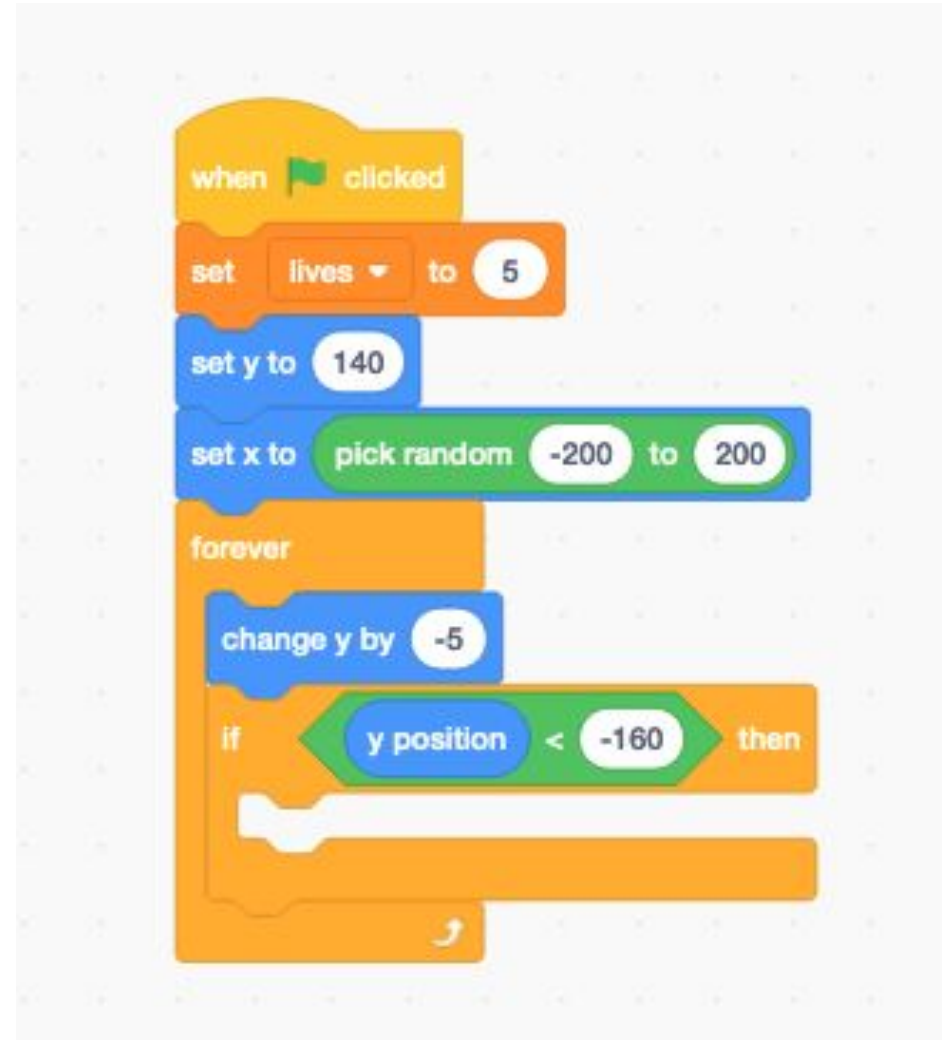 when clicked
set lives to 5
set y to 140
set x to pick random -200 to 200
forever
change y by -5
if y position < -160 then